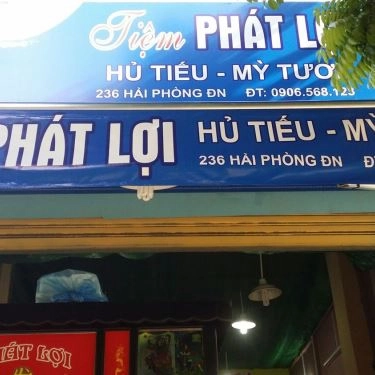 Tiệm PHÁT LỢ
HỦ TIẾU - MỲ TƯƠ
236 HẢI PHÒNG ĐN ĐT: 0906.568.123
PHÁT LỢI HỦ TIẾU - MỲ
236 HẢI PHÒNG ĐN Đ
PHÁT LỢI